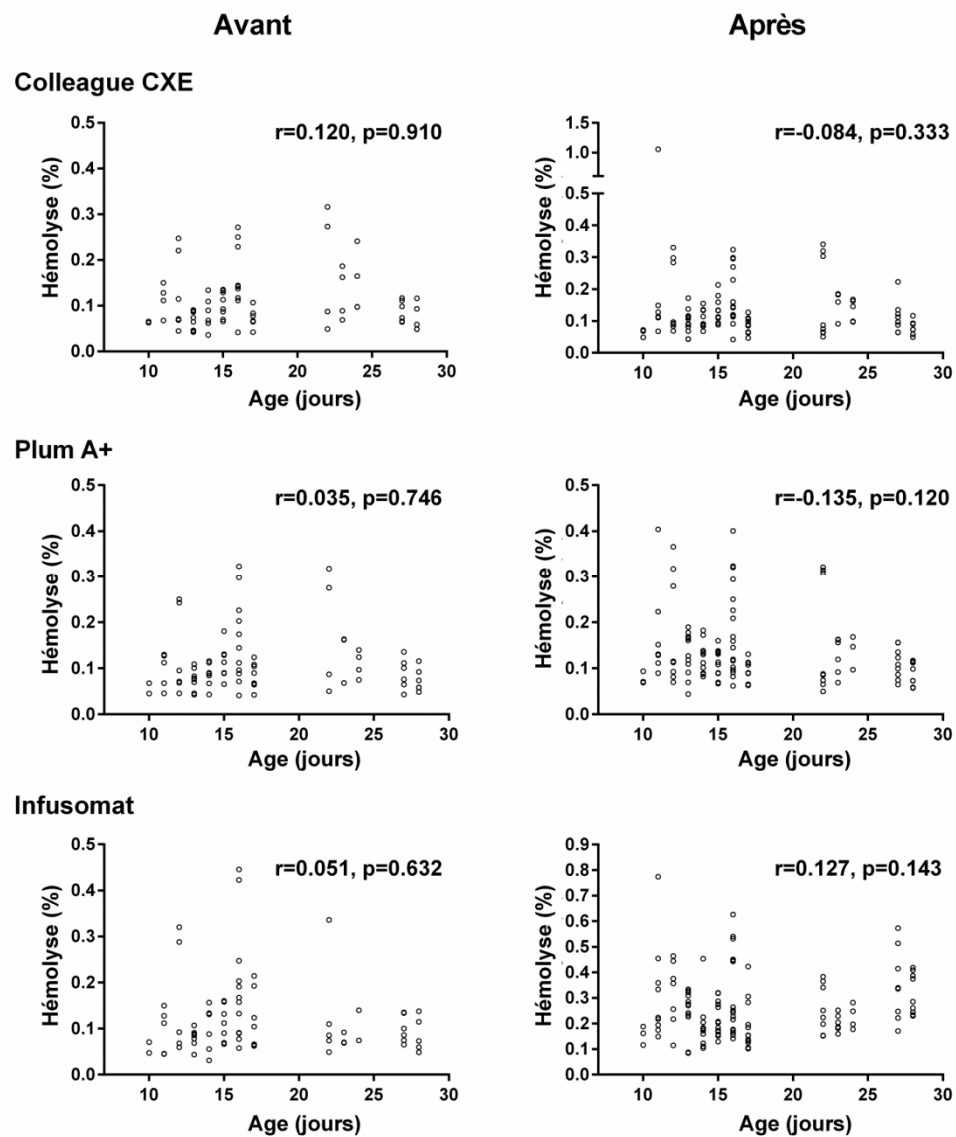 Avant
Après
Colleague CXE
r=0.120, p=0.910
Hémolyse (%)
0.5
0.4
0.3
0.2
0.1
0.0
10 15 20 25 30
Age (jours)
r=-0.084, p=0.333
Hémolyse (%)
1.5
1.0
0.5
0.4
0.3
0.2
0.1
0.0
10 15 20 25 30
Age (jours)
Plum A+
r=0.035, p=0.746
Hémolyse (%)
0.5
0.4
0.3
0.2
0.1
0.0
10 15 20 25 30
Age (jours)
r=-0.135, p=0.120
Hémolyse (%)
0.5
0.4
0.3
0.2
0.1
0.0
10 15 20 25 30
Age (jours)
Infusomat
r=0.051, p=0.632
Hémolyse (%)
0.5
0.4
0.3
0.2
0.1
0.0
10 15 20 25 30
Age (jours)
r=0.127, p=0.143
Hémolyse (%)
0.9
0.8
0.7
0.6
0.5
0.4
0.3
0.2
0.1
0.0
10 15 20 25 30
Age (jours)